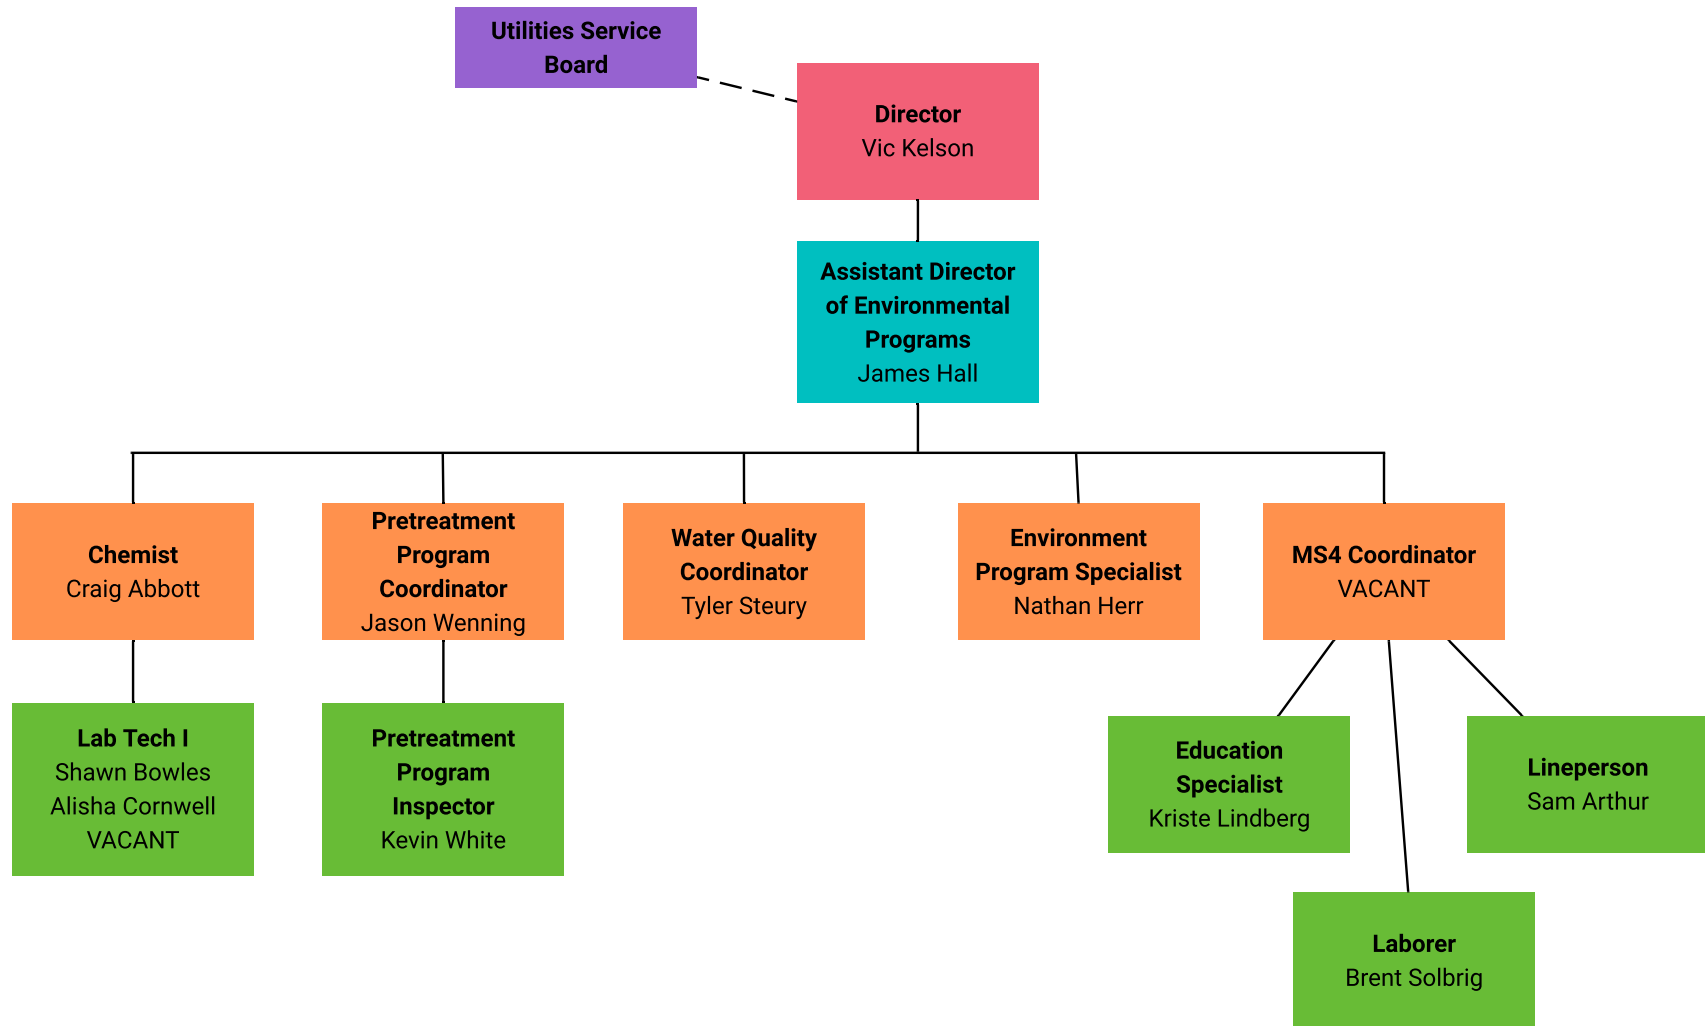 Utilities Service
Board
Director
Vic Kelson
Assistant Director
of Environmental
Programs
James Hall
Chemist
Craig Abbott
Pretreatment
Program
Coordinator
Jason Wenning
Water Quality
Coordinator
Tyler Steury
Environment
Program Specialist
Nathan Herr
MS4 Coordinator
VACANT
Lab Tech I
Shawn Bowles
Alisha Cornwell
VACANT
Pretreatment
Program
Inspector
Kevin White
Education
Specialist
Kriste Lindberg
Lineperson
Sam Arthur
Laborer
Brent Solbrig